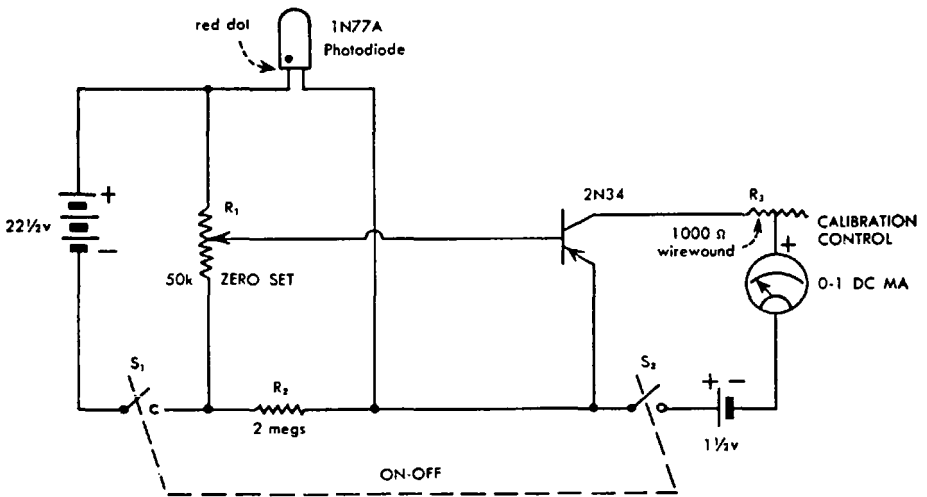 red dot
1N77A
Photodiode
+
22½v
−
R₁
50k
ZERO SET
2N34
R₃
1000 Ω
wirewound
CALIBRATION
CONTROL
+
0-1 DC MA
S₁
C
R₂
2 megs
S₂
+ −
1½v
ON-OFF